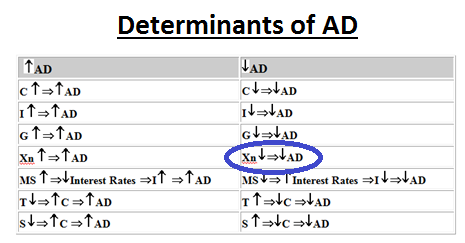 Determinants of AD
↑AD ↓AD
C ↑⇒↑AD C↓⇒↓AD
I↑⇒↑AD I↓⇒↓AD
G ↑⇒↑AD G↓⇒↓AD
Xn ↑⇒↑AD Xn↓⇒↓AD
MS ↑⇒↓Interest Rates ⇒I↑ ⇒↑AD MS↓⇒↑Interest Rates ⇒I↓⇒↓AD
T↓⇒↑C ⇒↑AD T ↑⇒↓C ⇒↓AD
S↓⇒↑C ⇒↑AD S ↑⇒↓C ⇒↓AD